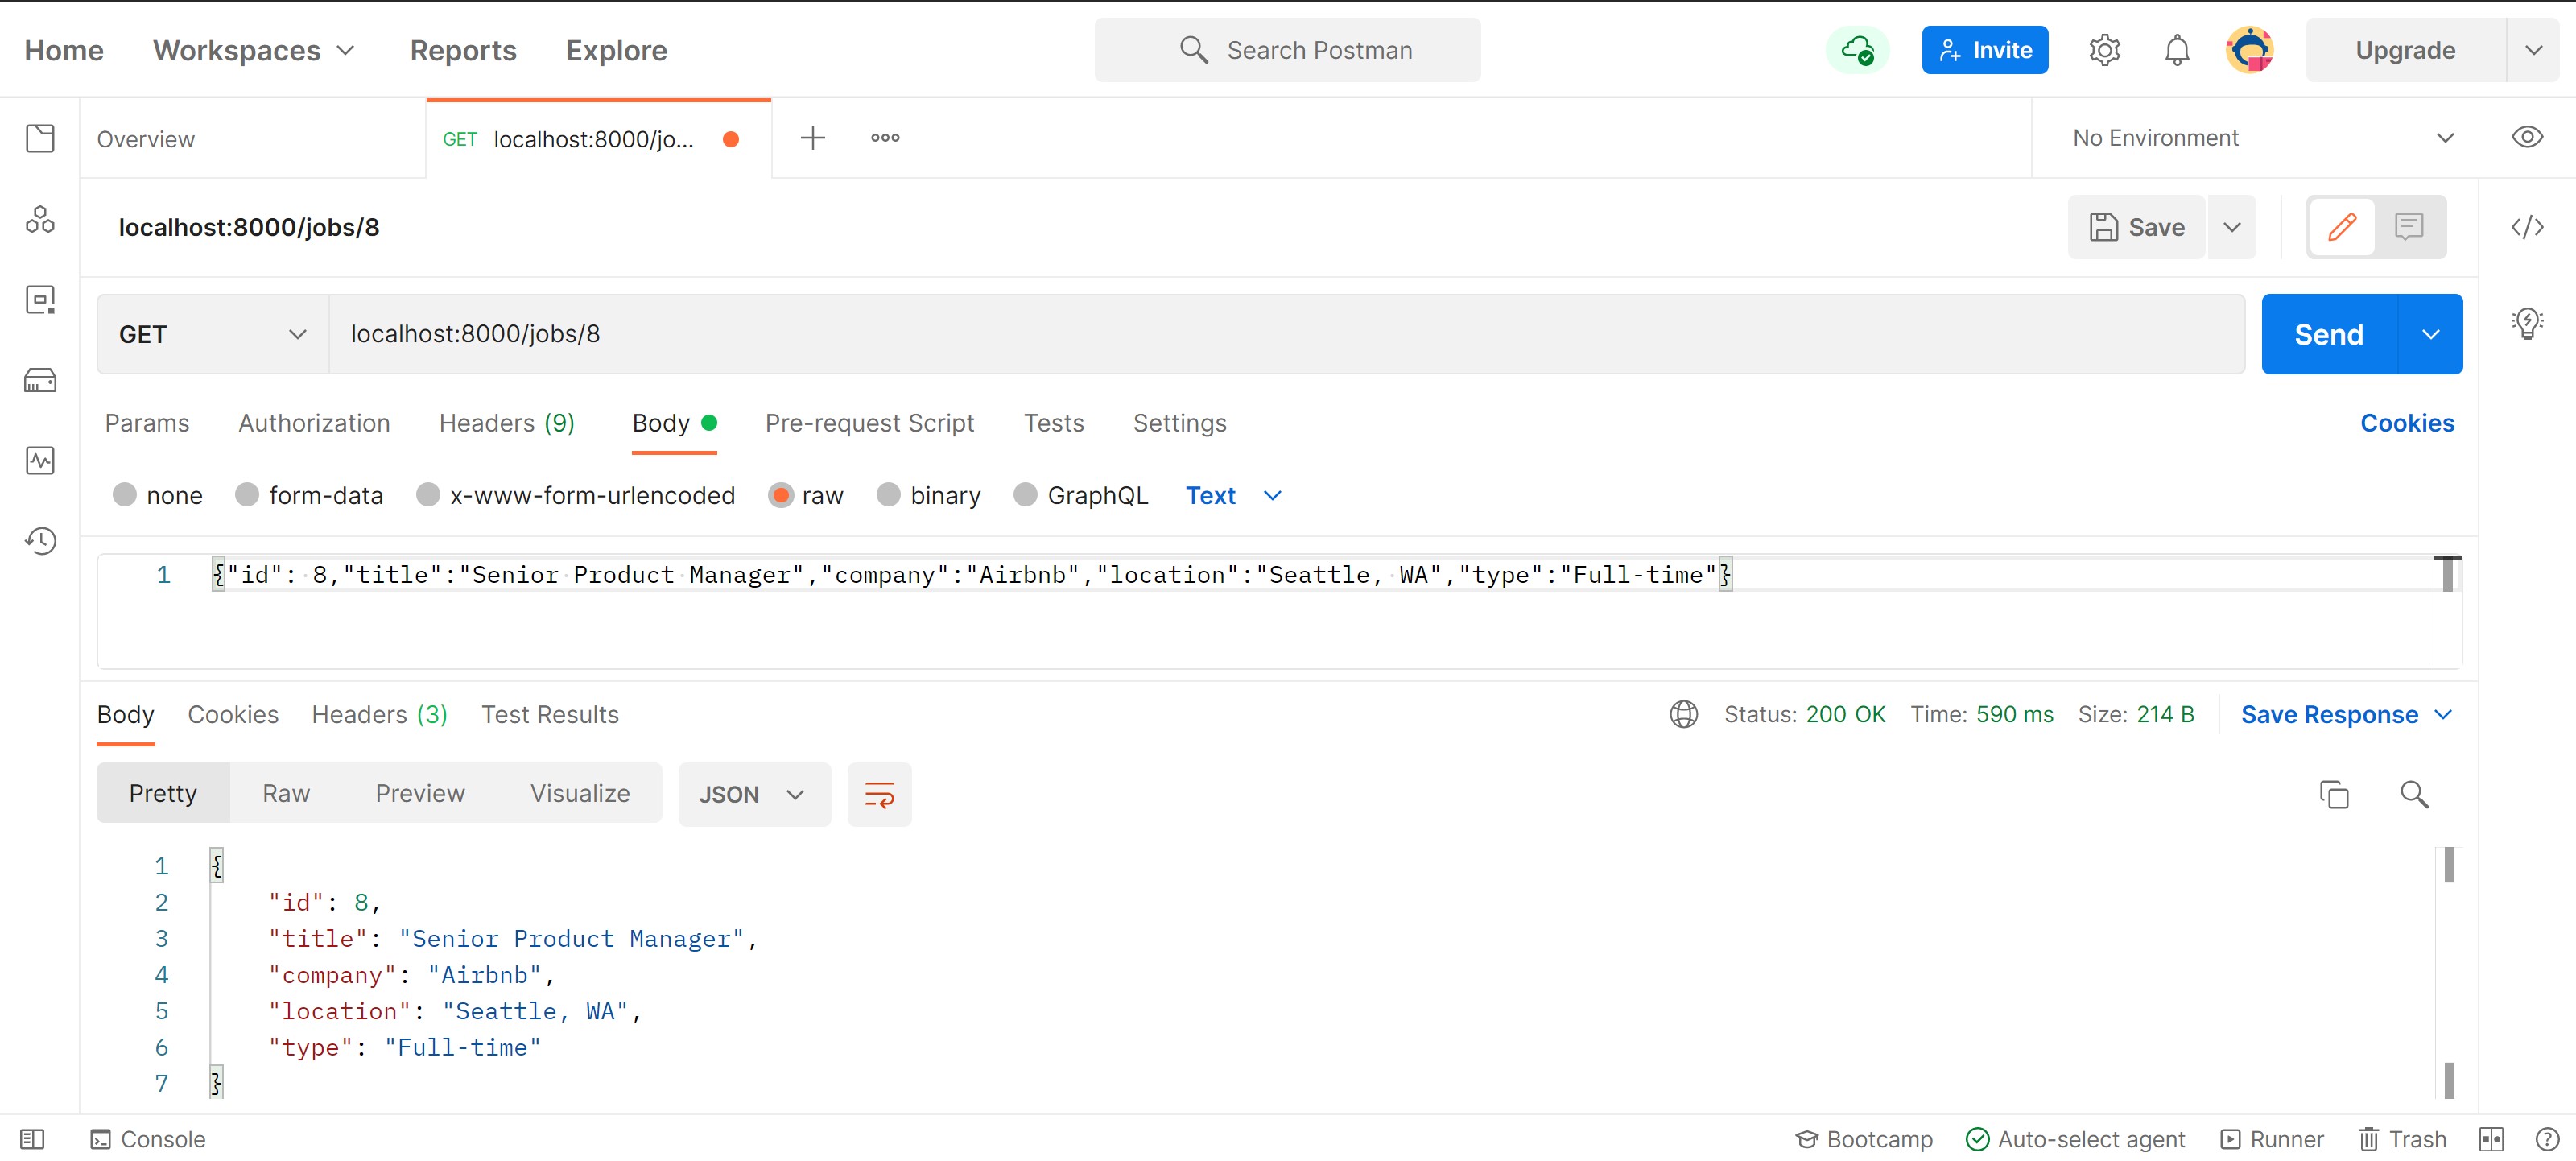 Home Workspaces Reports Explore Search Postman Invite Upgrade
Overview GET localhost:8000/jo... No Environment
localhost:8000/jobs/8 Save
GET localhost:8000/jobs/8 Send
Params Authorization Headers (9) Body Pre-request Script Tests Settings Cookies
none form-data x-www-form-urlencoded raw binary GraphQL Text
1 {"id": 8,"title":"Senior Product Manager","company":"Airbnb","location":"Seattle, WA","type":"Full-time"}
Body Cookies Headers (3) Test Results Status: 200 OK Time: 590 ms Size: 214 B Save Response
Pretty Raw Preview Visualize JSON
1 {
2 "id": 8,
3 "title": "Senior Product Manager",
4 "company": "Airbnb",
5 "location": "Seattle, WA",
6 "type": "Full-time"
7 }
Console Bootcamp Auto-select agent Runner Trash